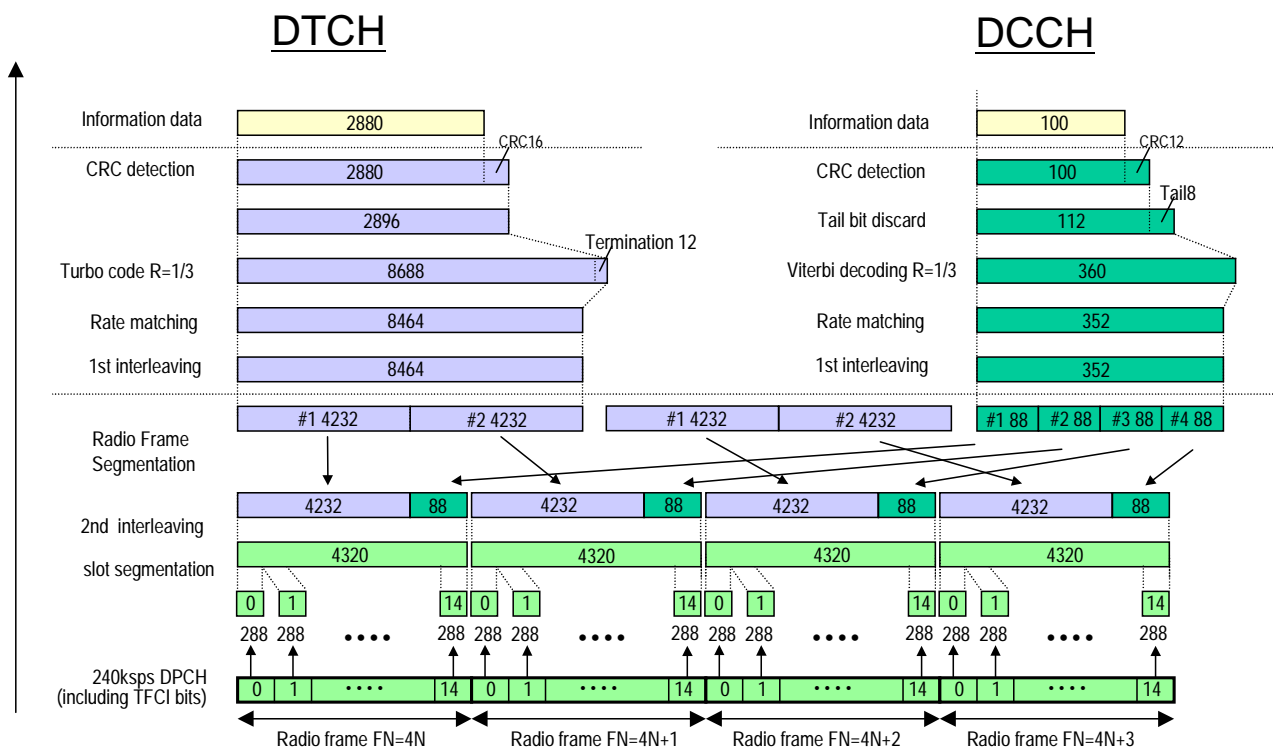 DTCH DCCH
Information data 2880 Information data 100
CRC16 CRC12
CRC detection 2880 CRC detection 100
Tail8
2896 Tail bit discard 112
Termination 12
Turbo code R=1/3 8688 Viterbi decoding R=1/3 360
Rate matching 8464 Rate matching 352
1st interleaving 8464 1st interleaving 352
#1 4232 #2 4232 #1 4232 #2 4232 #1 88 #2 88 #3 88 #4 88
Radio Frame
Segmentation
4232 88 4232 88 4232 88 4232 88
2nd interleaving
4320 4320 4320 4320
slot segmentation
0 1 14 0 1 14 0 1 14 0 1 14
288 288 •••• 288 288 288 •••• 288 288 288 •••• 288 288 288 •••• 288
240ksps DPCH
(including TFCI bits)
0 1 •••• 14 0 1 •••• 14 0 1 •••• 14 0 1 •••• 14
Radio frame FN=4N Radio frame FN=4N+1 Radio frame FN=4N+2 Radio frame FN=4N+3